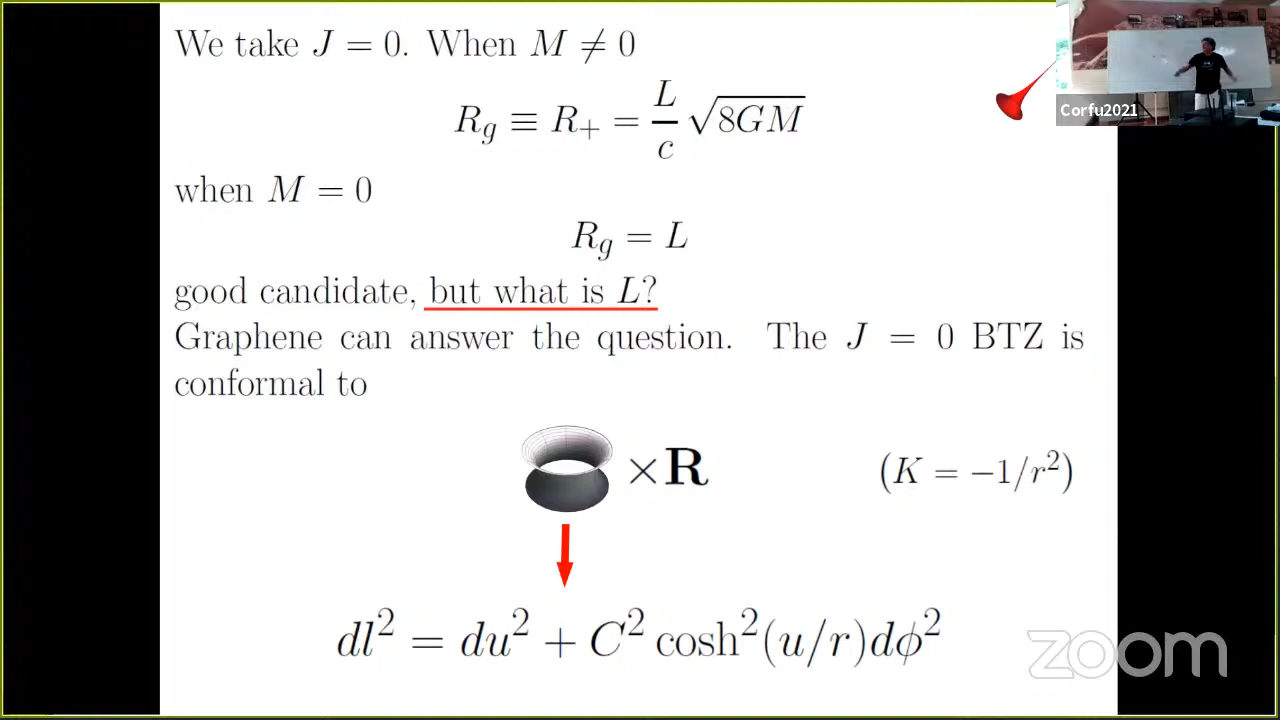 We take J = 0. When M ≠ 0
R_g ≡ R_+ = L/c √8GM
when M = 0
R_g = L
good candidate, but what is L?
Graphene can answer the question. The J = 0 BTZ is
conformal to
×R (K = −1/r²)
dl² = du² + C² cosh²(u/r)dϕ²
Corfu2021
zoom